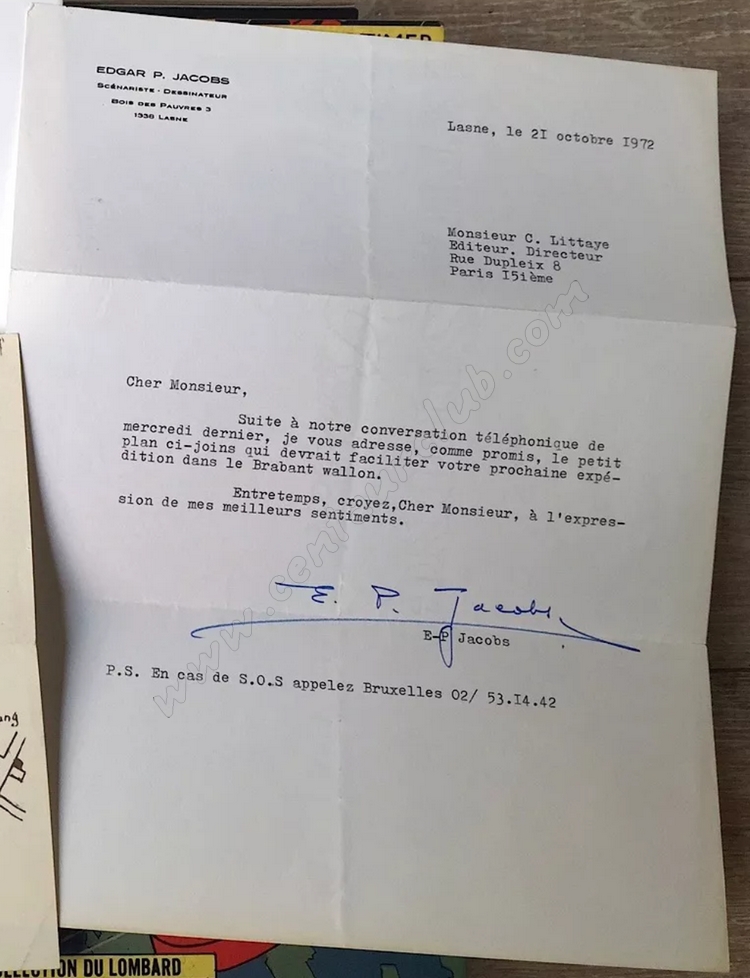 EDGAR P. JACOBS
SCÉNARISTE - DESSINATEUR
BOIS DES PAUVRES 3
1338 LASNE
Lasne, le 2I octobre I972
Monsieur C. Littaye
Editeur. Directeur
Rue Dupleix 8
Paris I5ième
Cher Monsieur,
Suite à notre conversation téléphonique de
mercredi dernier, je vous adresse, comme promis, le petit
plan ci-joins qui devrait faciliter votre prochaine expé-
dition dans le Brabant wallon.
Entretemps, croyez,Cher Monsieur, à l'expres-
sion de mes meilleurs sentiments.
E. P. Jacobs
E-P Jacobs
P.S. En cas de S.O.S appelez Bruxelles 02/ 53.I4.42
DU LOMBARD